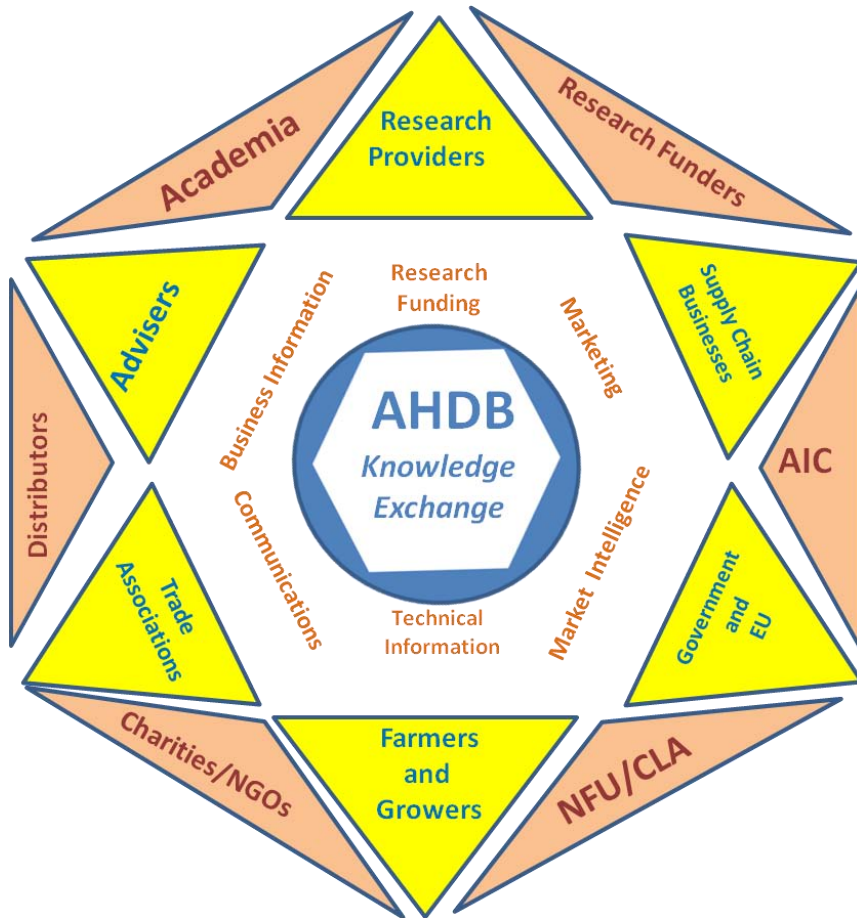 Academia
Research
Providers
Research Funders
Advisers
Supply Chain
Businesses
Business Information
Research
Funding
Marketing
Distributors
AHDB
Knowledge
Exchange
AIC
Trade
Associations
Communications
Technical
Information
Market Intelligence
Government
and
EU
Charities/NGOs
Farmers
and
Growers
NFU/CLA